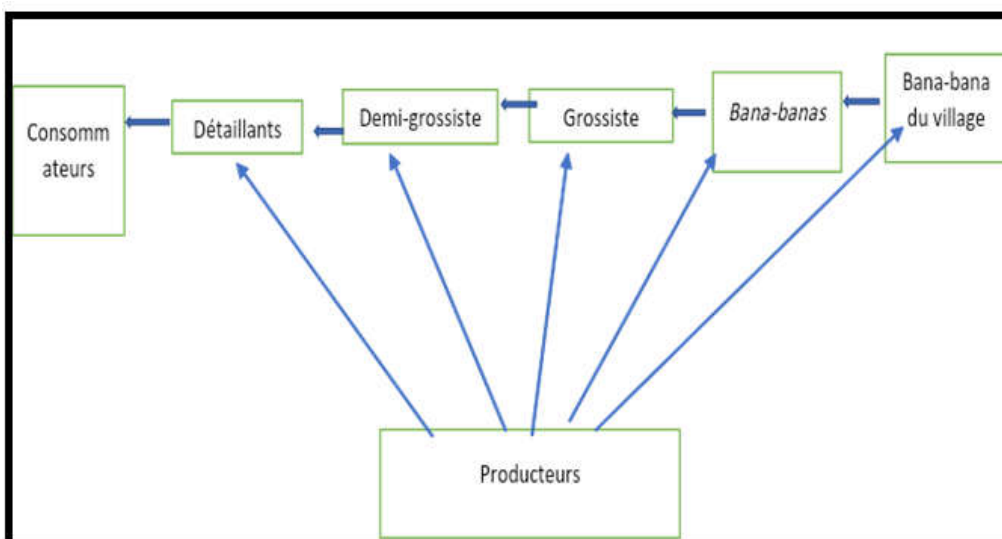 Consomm
ateurs
Détaillants
Demi-grossiste
Grossiste
Bana-banas
Bana-bana
du village
Producteurs